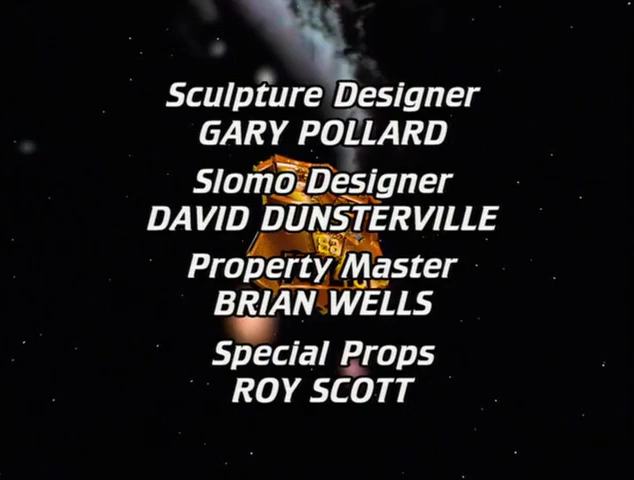 Sculpture Designer
GARY POLLARD
Slomo Designer
DAVID DUNSTERVILLE
Property Master
BRIAN WELLS
Special Props
ROY SCOTT